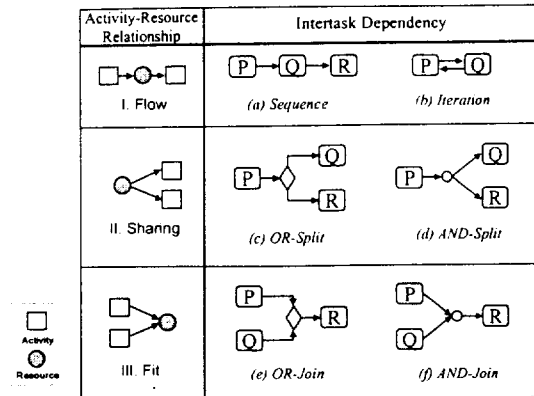 Activity-Resource
Relationship
Intertask Dependency
P
Q
R
P
Q
I. Flow
(a) Sequence
(b) Iteration
P
Q
R
P
Q
R
II. Sharing
(c) OR-Split
(d) AND-Split
P
Q
R
P
Q
R
III. Fit
(e) OR-Join
(f) AND-Join
Activity
Resource